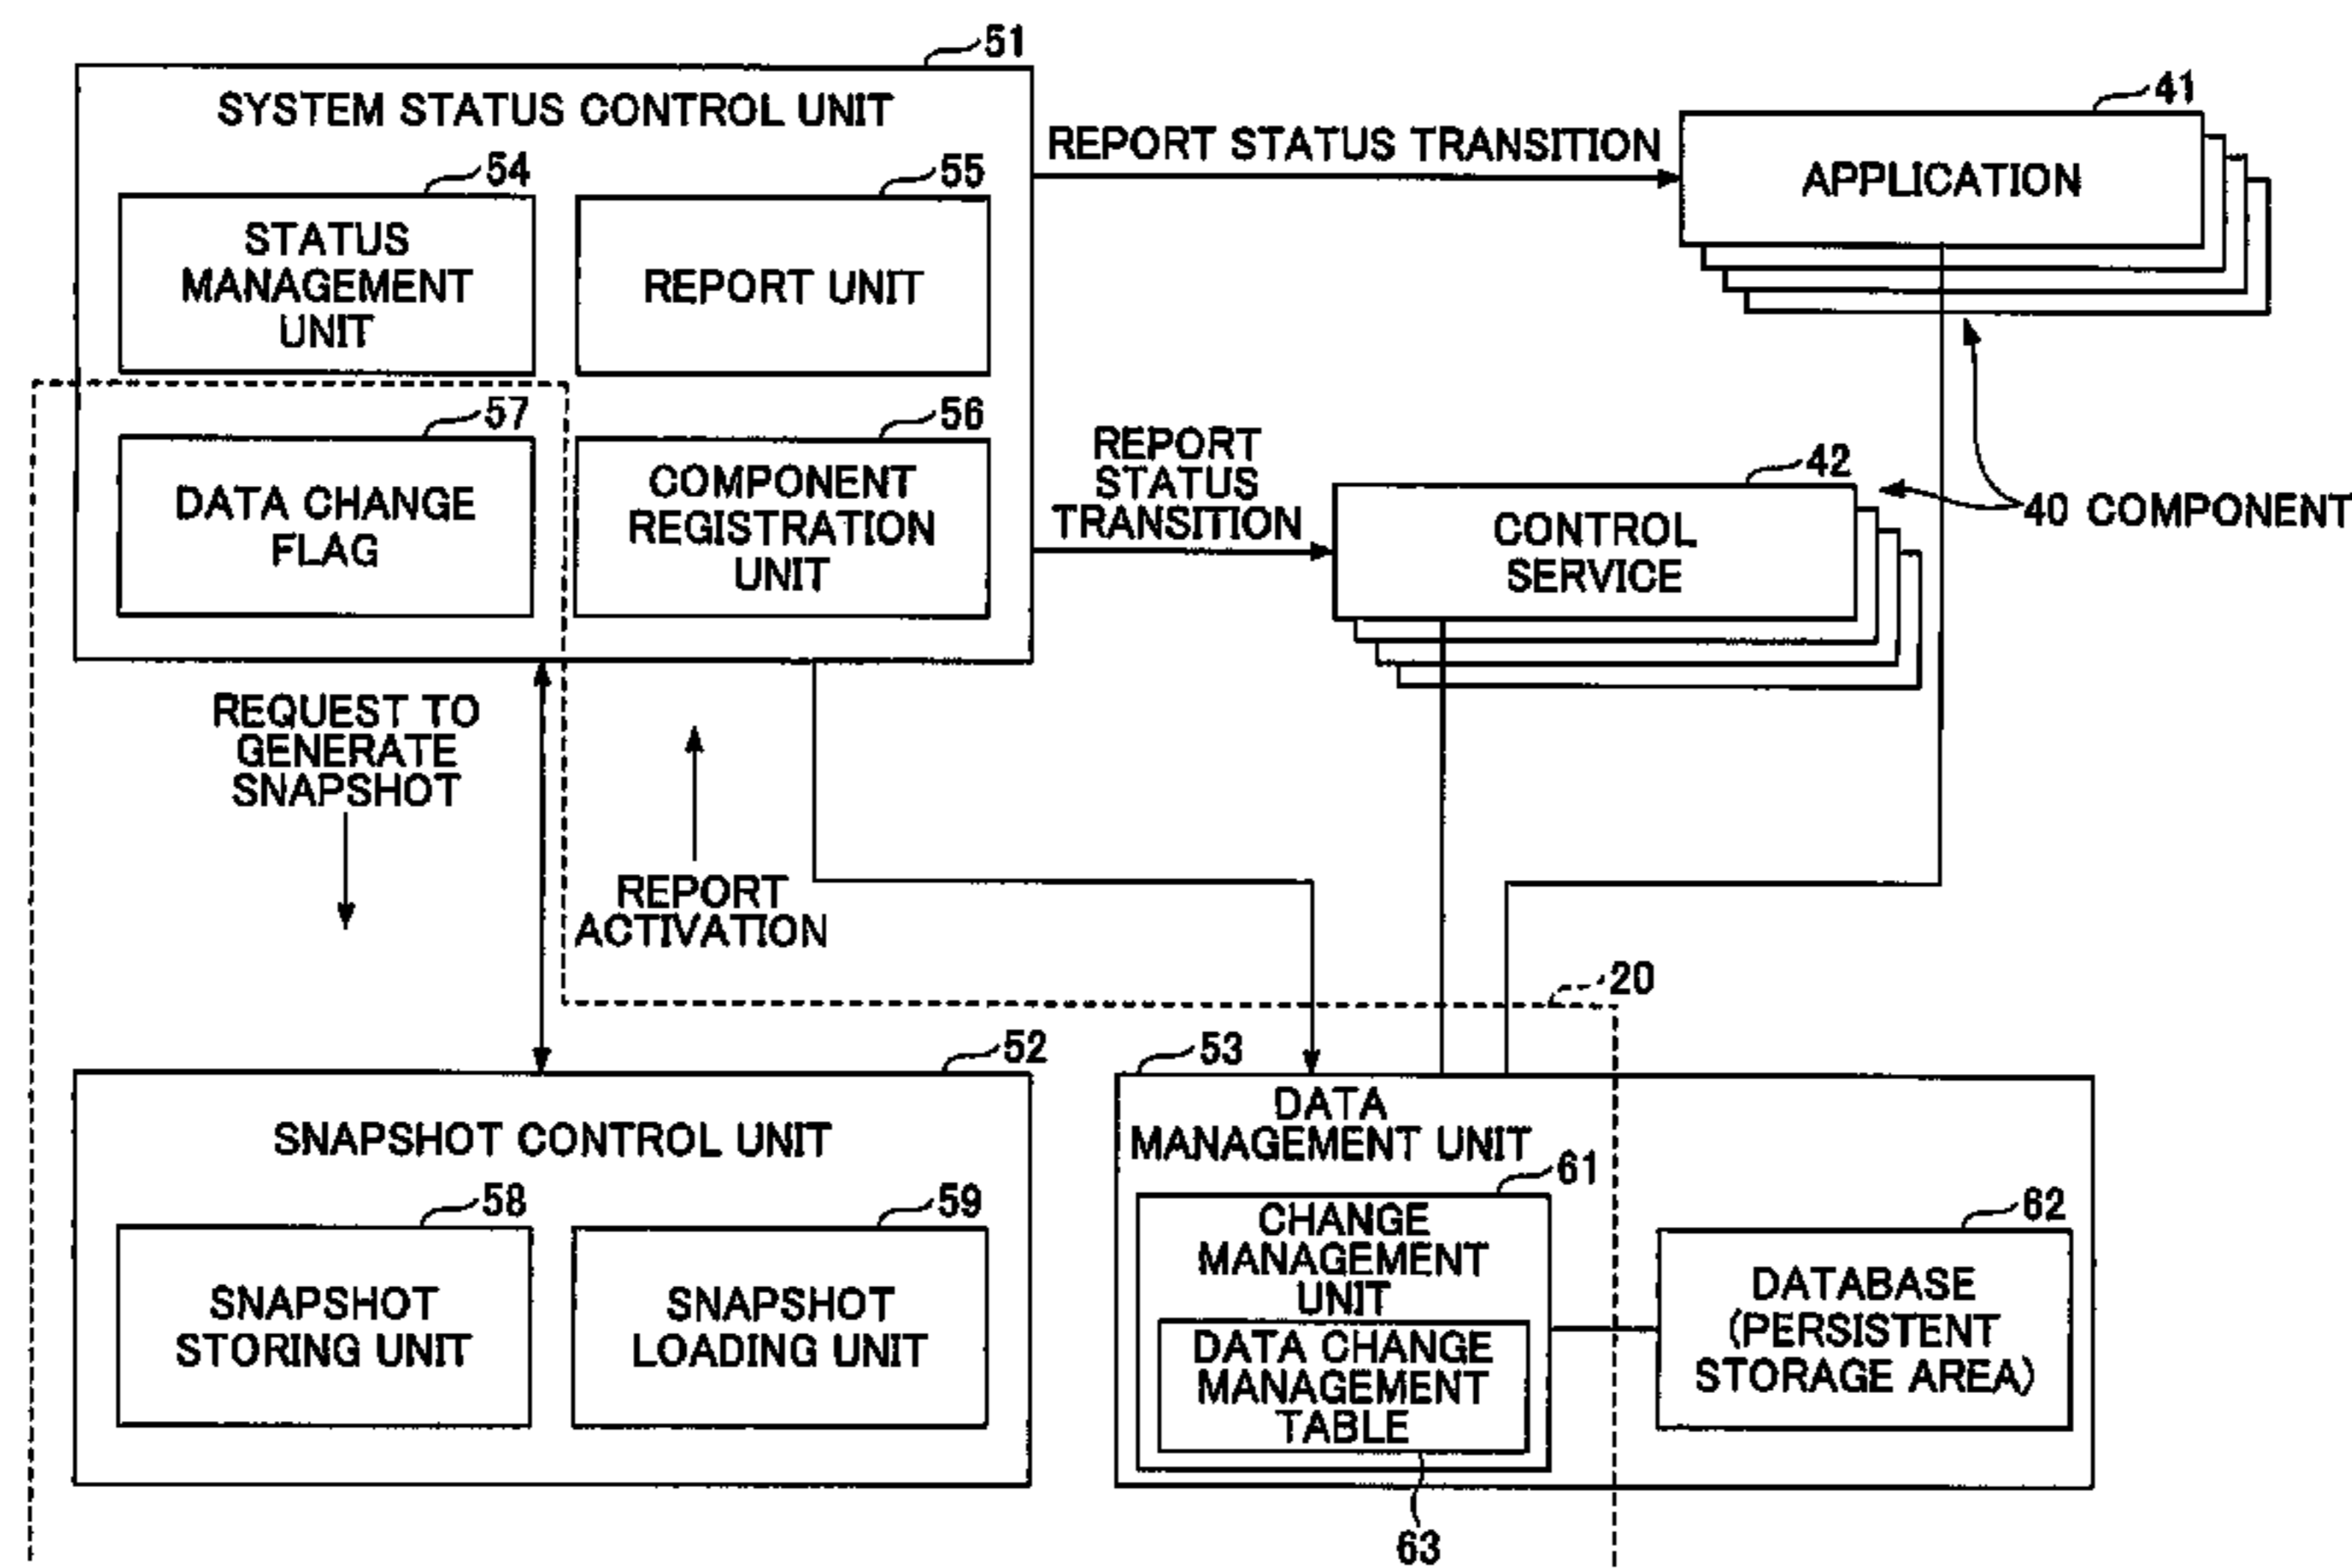 51
SYSTEM STATUS CONTROL UNIT
54
STATUS
MANAGEMENT
UNIT
55
REPORT UNIT
57
DATA CHANGE
FLAG
56
COMPONENT
REGISTRATION
UNIT
REPORT STATUS TRANSITION
41
APPLICATION
REPORT
STATUS
TRANSITION
42
CONTROL
SERVICE
40 COMPONENT
REQUEST TO
GENERATE
SNAPSHOT
REPORT
ACTIVATION
20
52
SNAPSHOT CONTROL UNIT
58
SNAPSHOT
STORING UNIT
59
SNAPSHOT
LOADING UNIT
53
DATA
MANAGEMENT UNIT
61
CHANGE
MANAGEMENT
UNIT
DATA CHANGE
MANAGEMENT
TABLE
63
62
DATABASE
(PERSISTENT
STORAGE AREA)